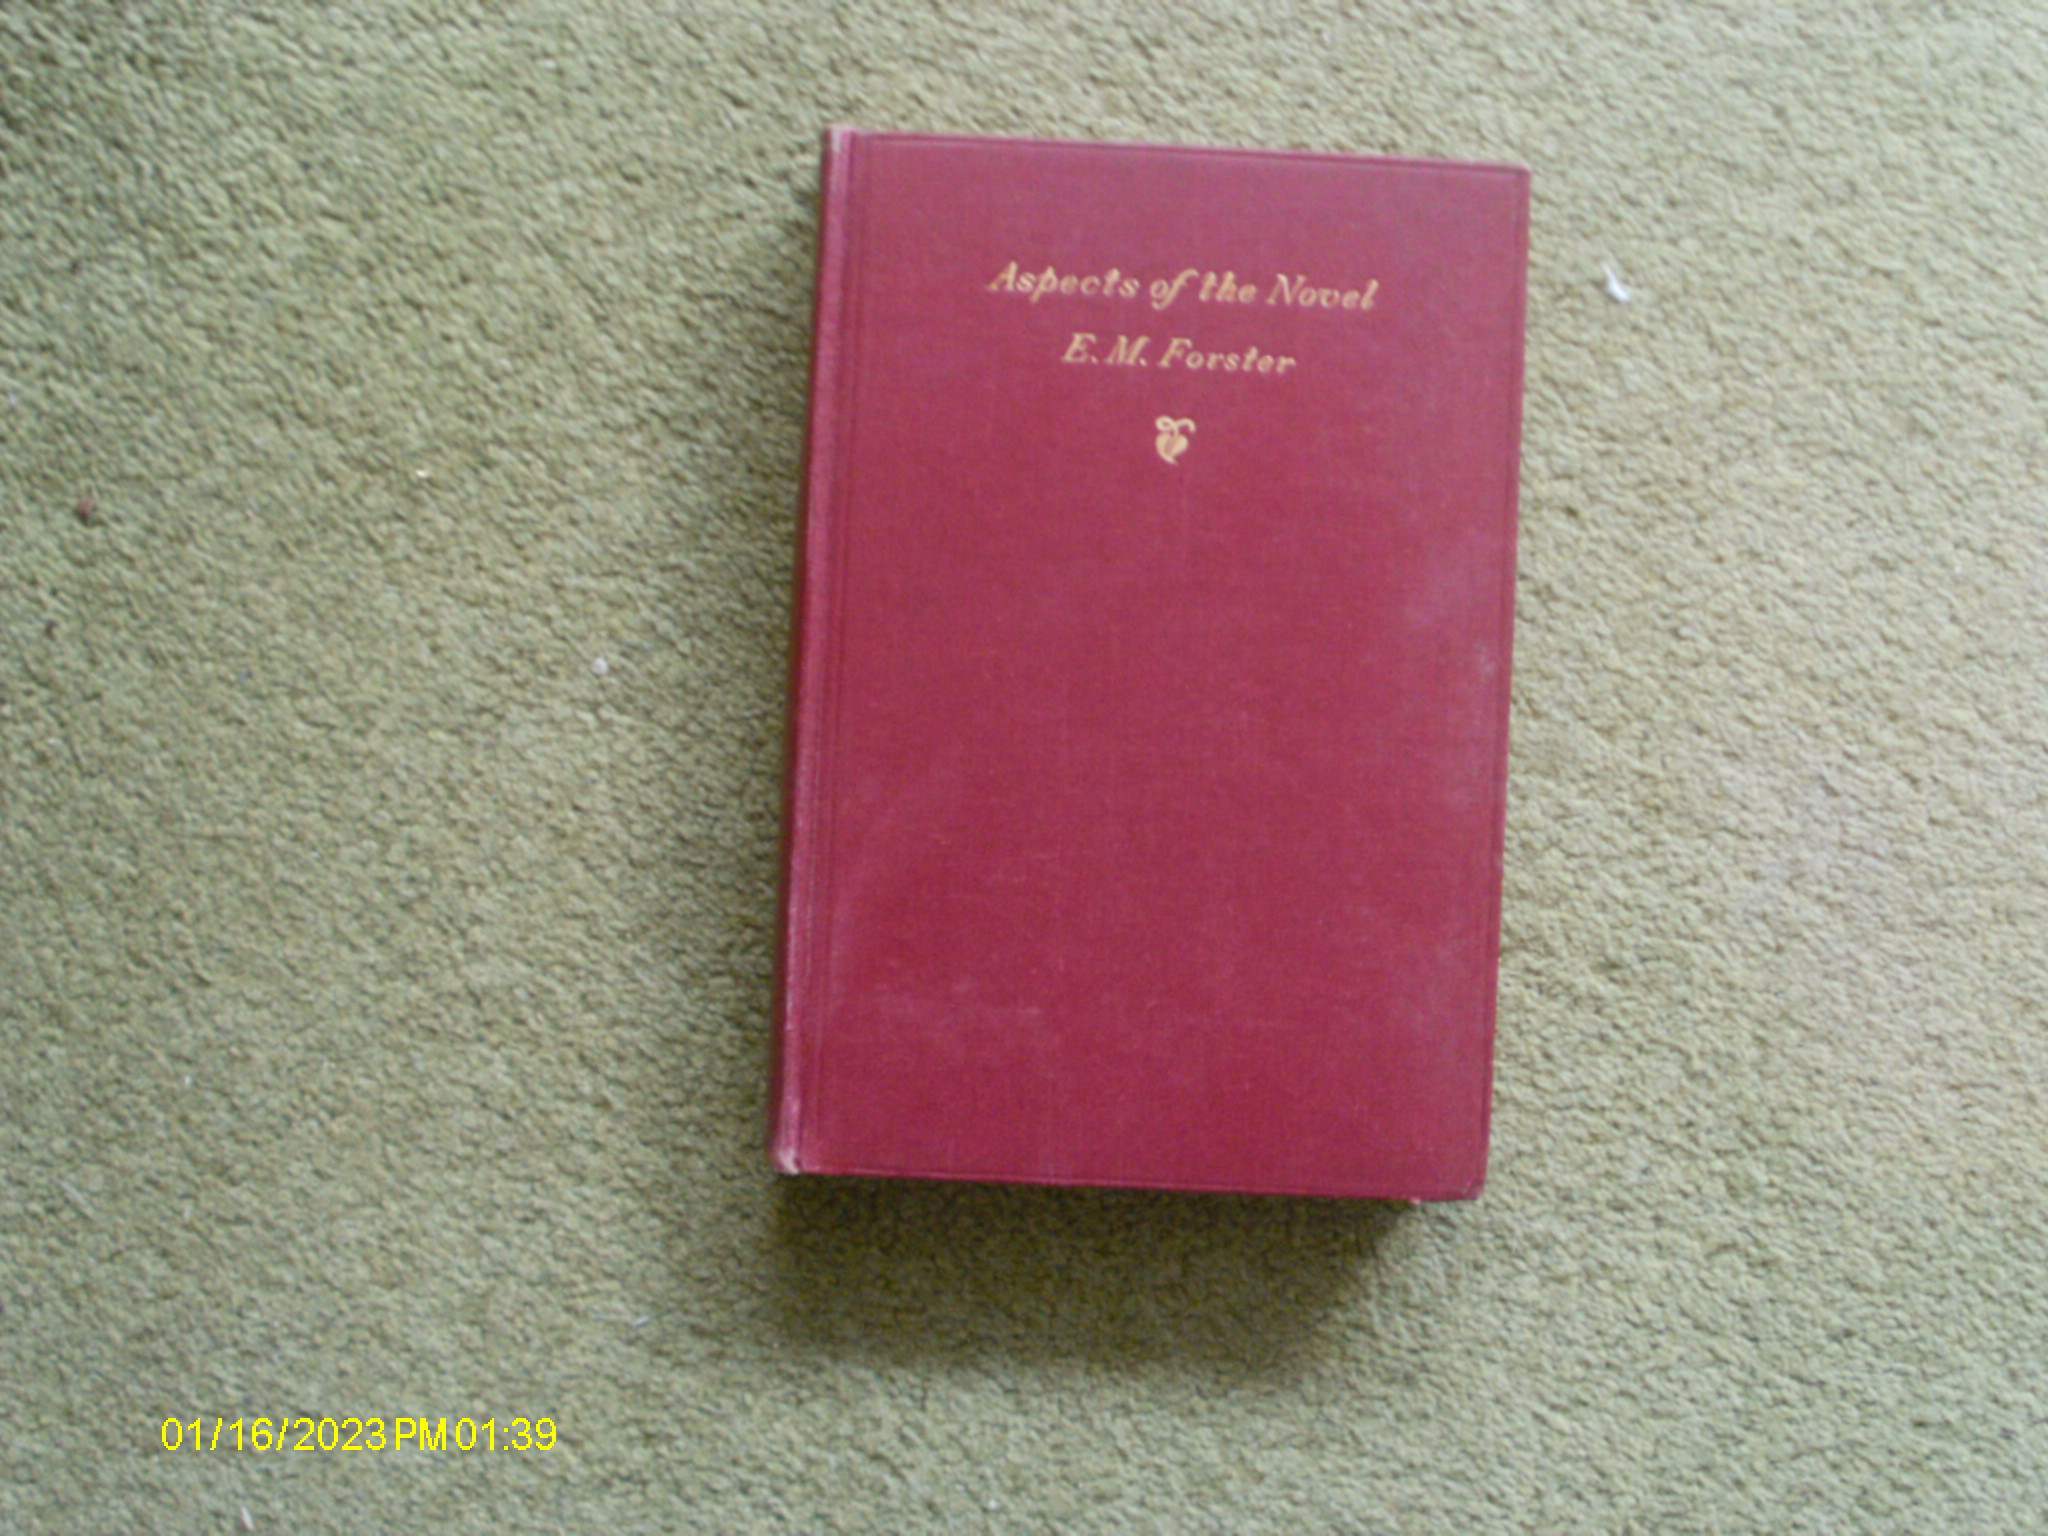 Aspects of the Novel
E. M. Forster
01/16/2023 PM 01:39